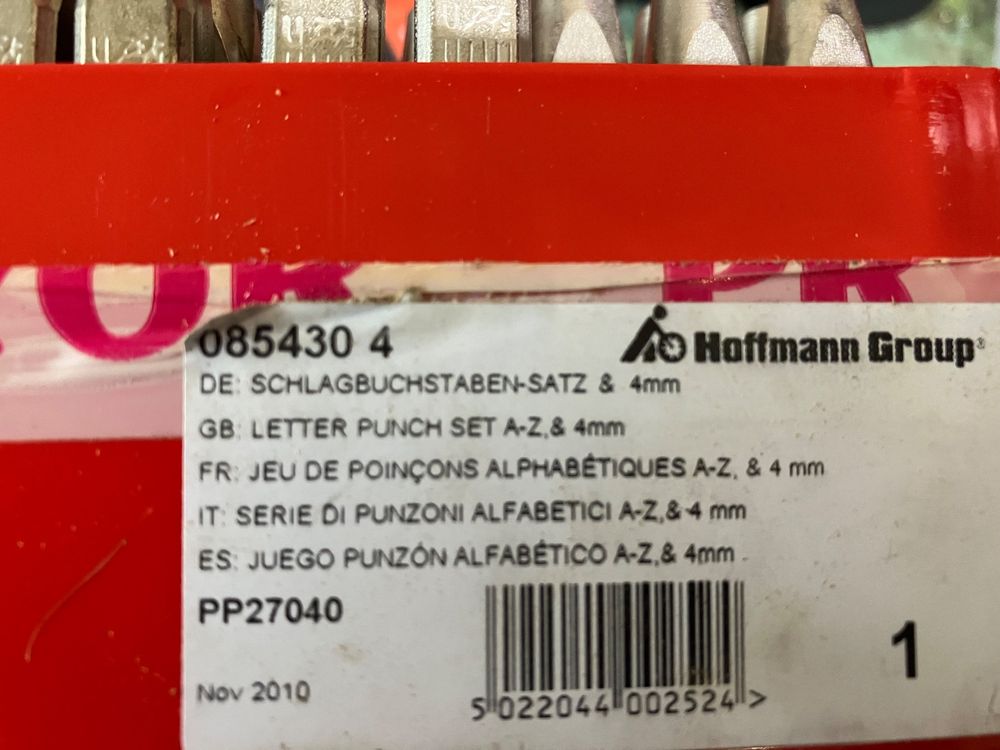 OR PR
085430 4
Hoffmann Group®
DE: SCHLAGBUCHSTABEN-SATZ & 4mm
GB: LETTER PUNCH SET A-Z,& 4mm
FR: JEU DE POINÇONS ALPHABÉTIQUES A-Z, & 4 mm
IT: SERIE DI PUNZONI ALFABETICI A-Z,& 4 mm
ES: JUEGO PUNZÓN ALFABÉTICO A-Z,& 4mm
PP27040
1
Nov 2010
5 022044 002524 >